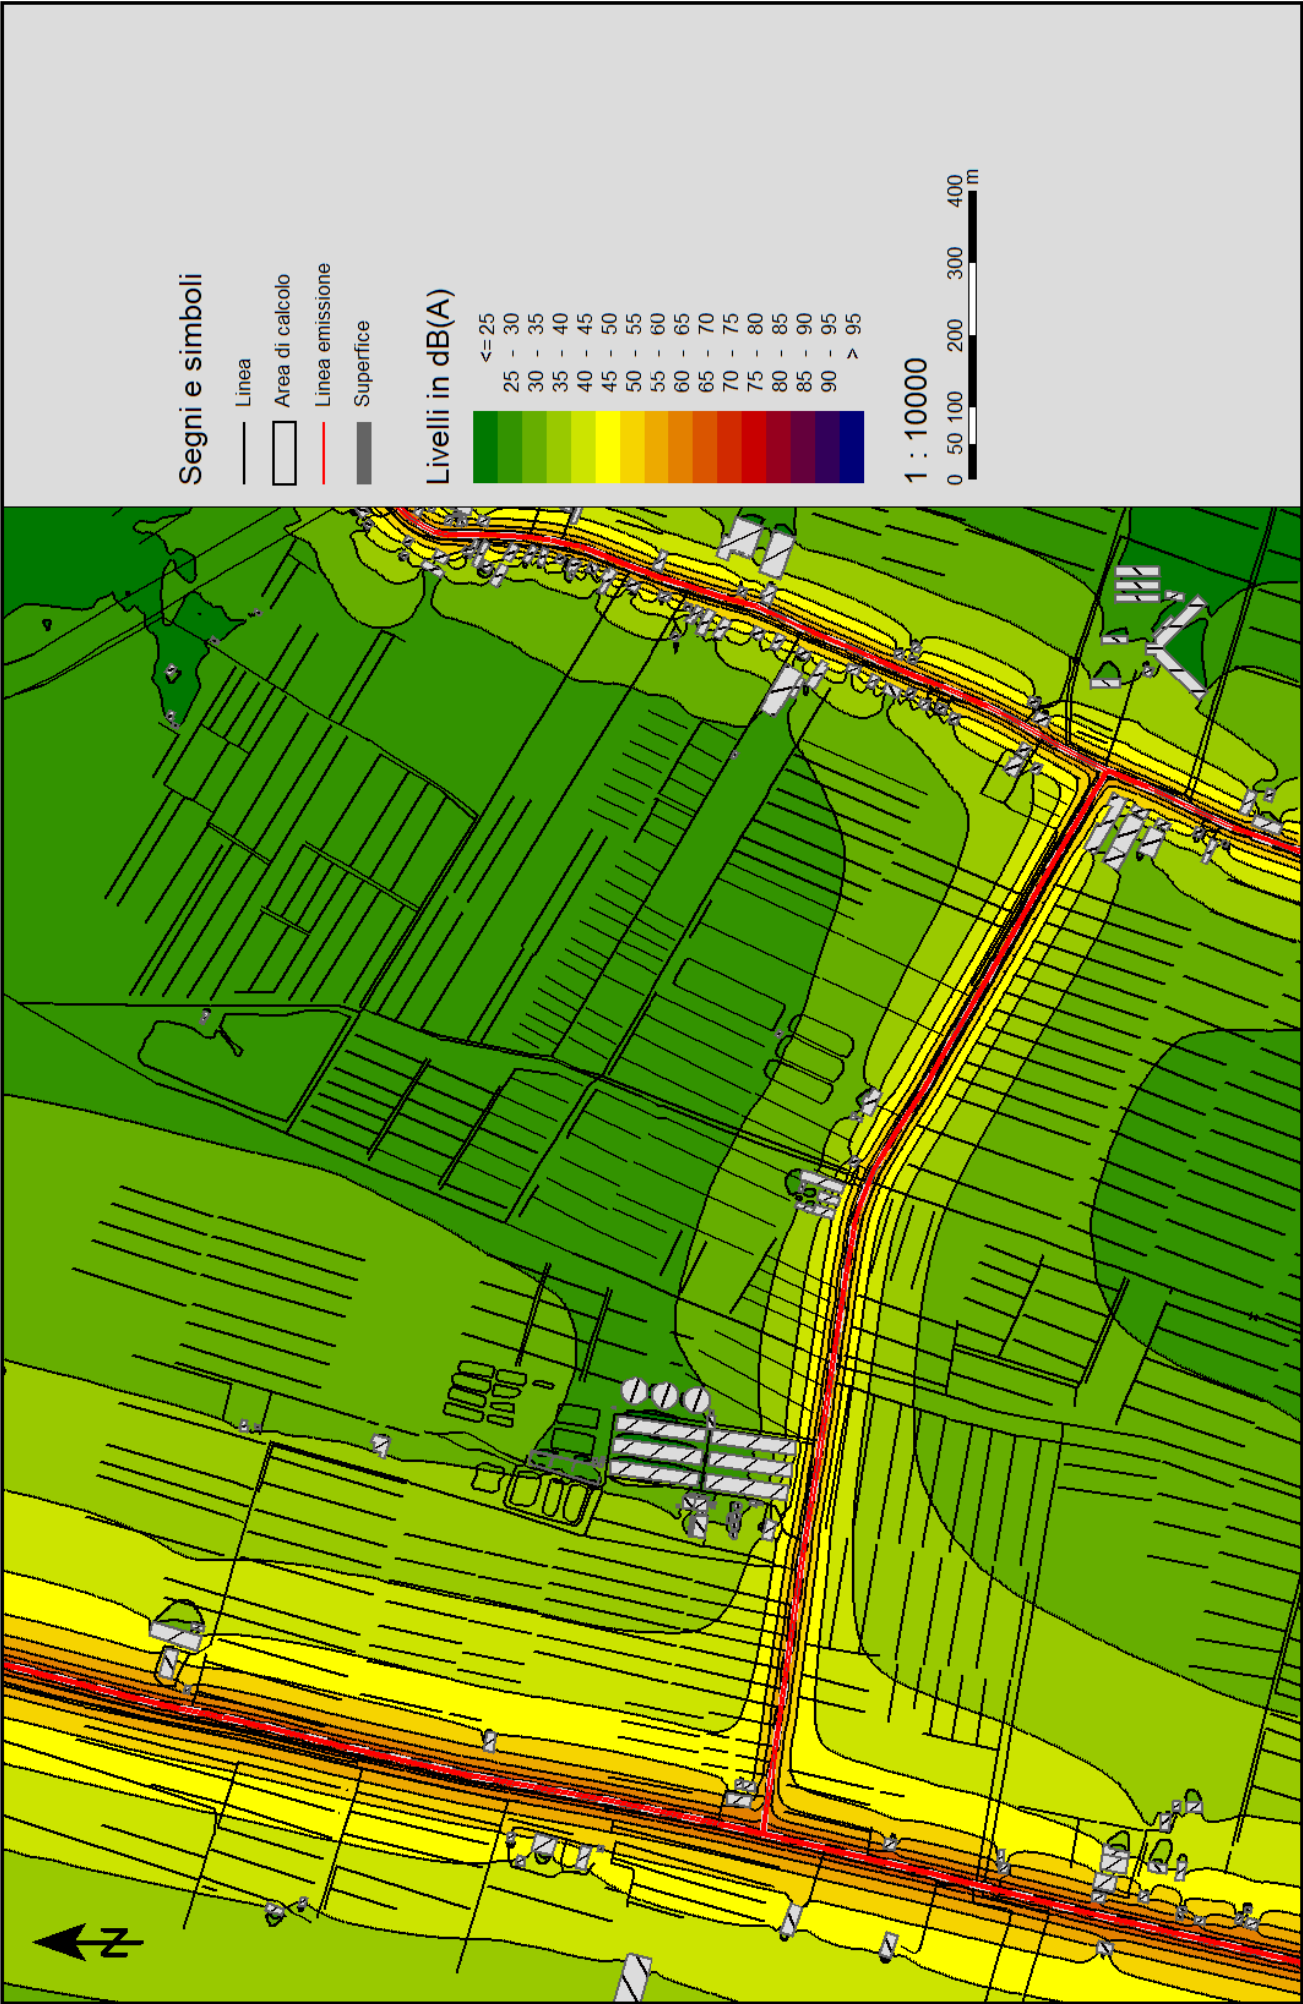 Segni e simboli
Linea
Area di calcolo
Linea emissione
Superfice
Livelli in dB(A)
<= 25
25 - 30
30 - 35
35 - 40
40 - 45
45 - 50
50 - 55
55 - 60
60 - 65
65 - 70
70 - 75
75 - 80
80 - 85
85 - 90
90 - 95
> 95
1 : 10000
0 50 100 200 300 400
m
N